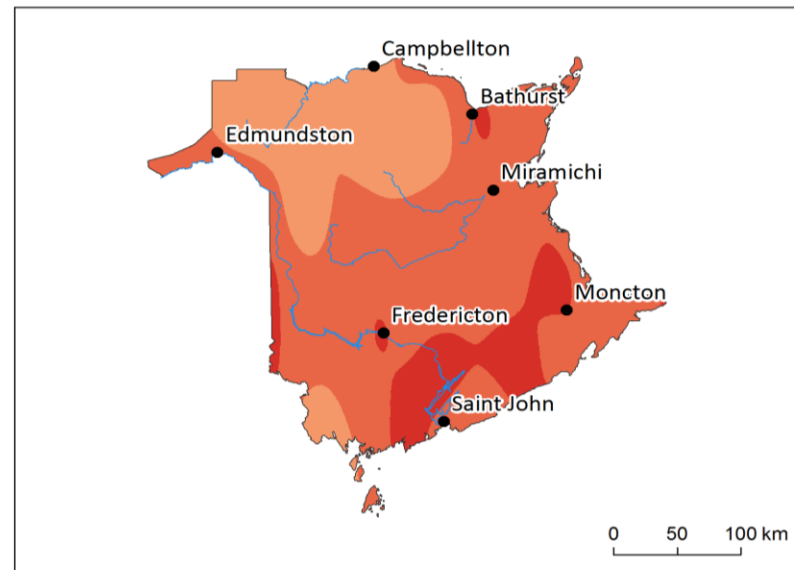 Campbellton
Bathurst
Edmundston
Miramichi
Moncton
Fredericton
Saint John
0 50 100 km